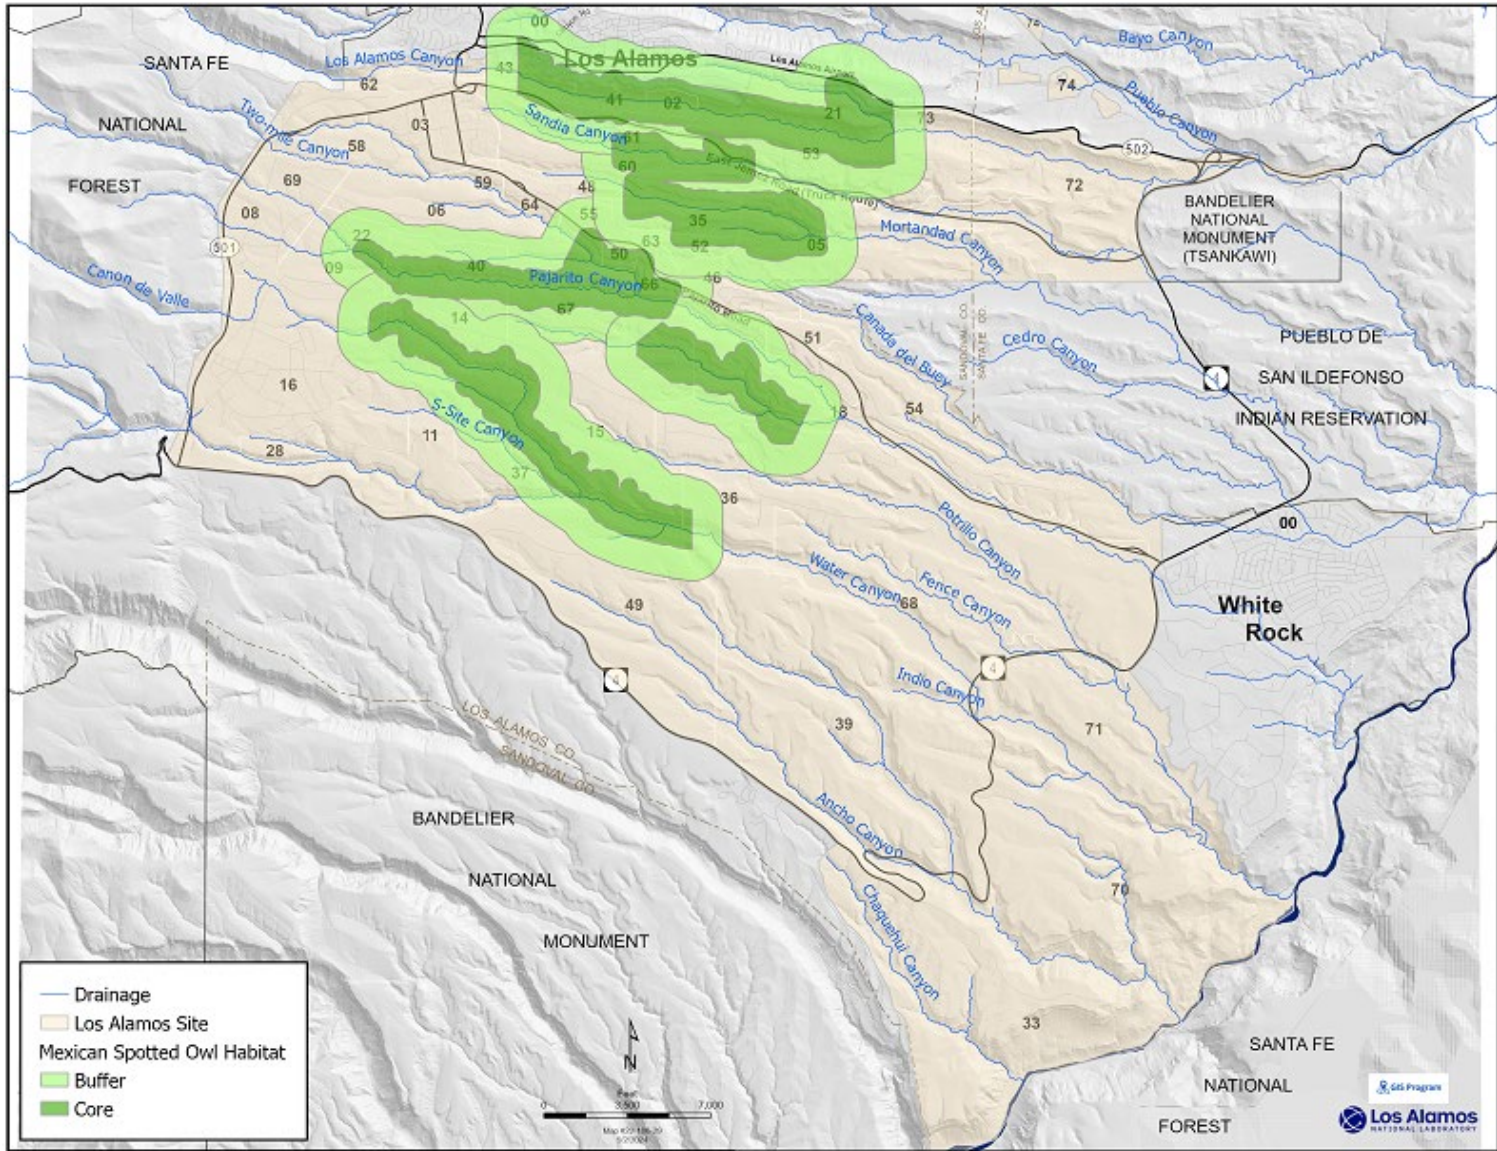 00
Los Alamos
Los Alamos Canyon
SANTA FE
NATIONAL
FOREST
62
43
03
Two-mile Canyon
58
69
08
59
06
64
48
501
Canon de Valle
41
02
21
73
Sandia Canyon
61
60
53
East Jemez Road (Truck Route)
74
Bayo Canyon
Pueblo Canyon
502
72
BANDELIER
NATIONAL
MONUMENT
(TSANKAWI)
22
09
40
55
50
63
35
52
05
46
66
67
Pajarito Canyon
Mortandad Canyon
14
51
Canada del Buey
Cedro Canyon
SANDOVAL CO
SANTA FE CO
4
PUEBLO DE
SAN ILDEFONSO
INDIAN RESERVATION
16
28
11
S-Site Canyon
37
15
18
54
36
Potrillo Canyon
Water Canyon
Fence Canyon
68
00
White
Rock
49
4
4
Indio Canyon
39
71
LOS ALAMOS CO
SANDOVAL CO
Ancho Canyon
Chaquehui Canyon
70
33
BANDELIER
NATIONAL
MONUMENT
SANTA FE
NATIONAL
FOREST
Drainage
Los Alamos Site
Mexican Spotted Owl Habitat
Buffer
Core
N
Feet
0 3,500 7,000
GIS Program
Los Alamos
NATIONAL LABORATORY